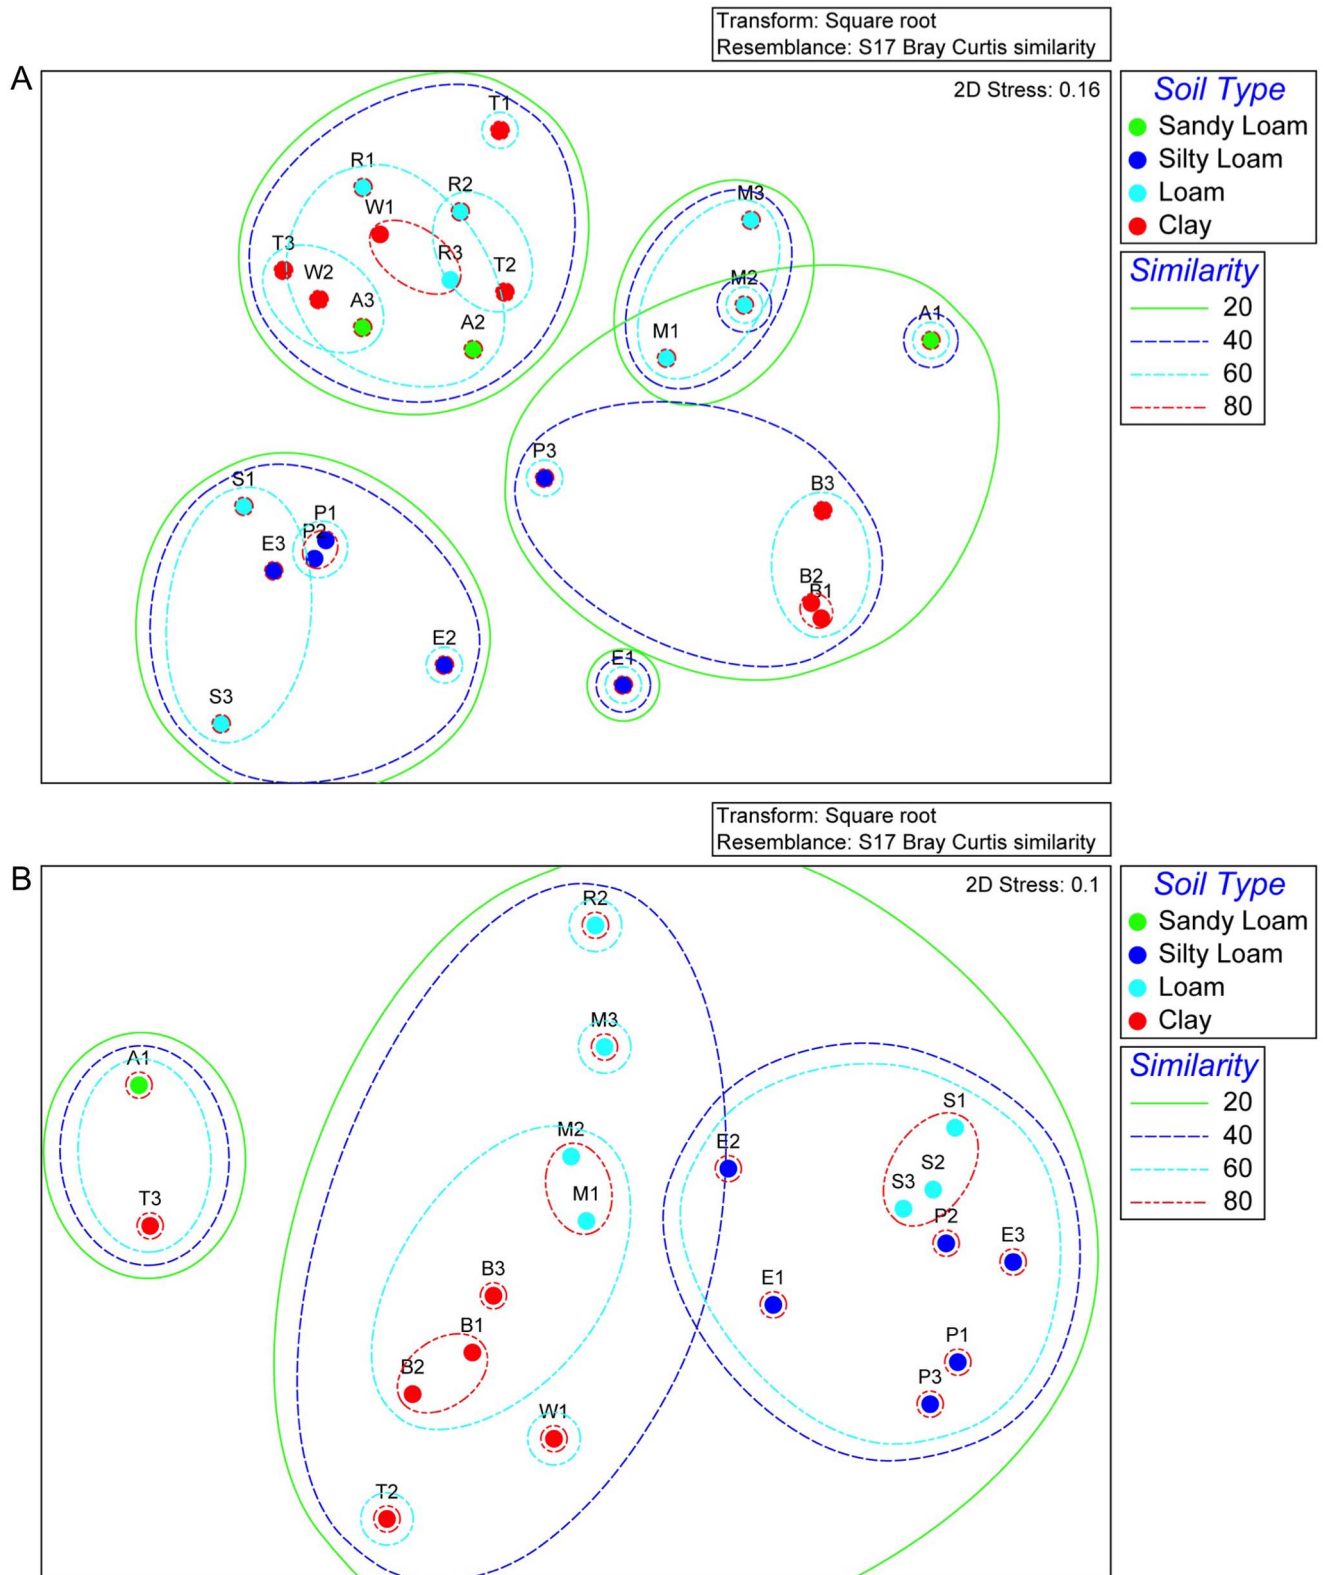 Transform: Square root
Resemblance: S17 Bray Curtis similarity
A
2D Stress: 0.16
Soil Type
Sandy Loam
Silty Loam
Loam
Clay
Similarity
20
40
60
80
T1
R1
R2
W1
M3
T3
R3
W2
T2
M2
A3
A1
A2
M1
P3
S1
B3
P1
P2
E3
B2
B1
E2
E1
S3
Transform: Square root
Resemblance: S17 Bray Curtis similarity
B
2D Stress: 0.1
Soil Type
Sandy Loam
Silty Loam
Loam
Clay
Similarity
20
40
60
80
R2
M3
A1
S1
M2
E2
S2
S3
M1
T3
P2
E3
B3
E1
B1
P1
B2
P3
W1
T2